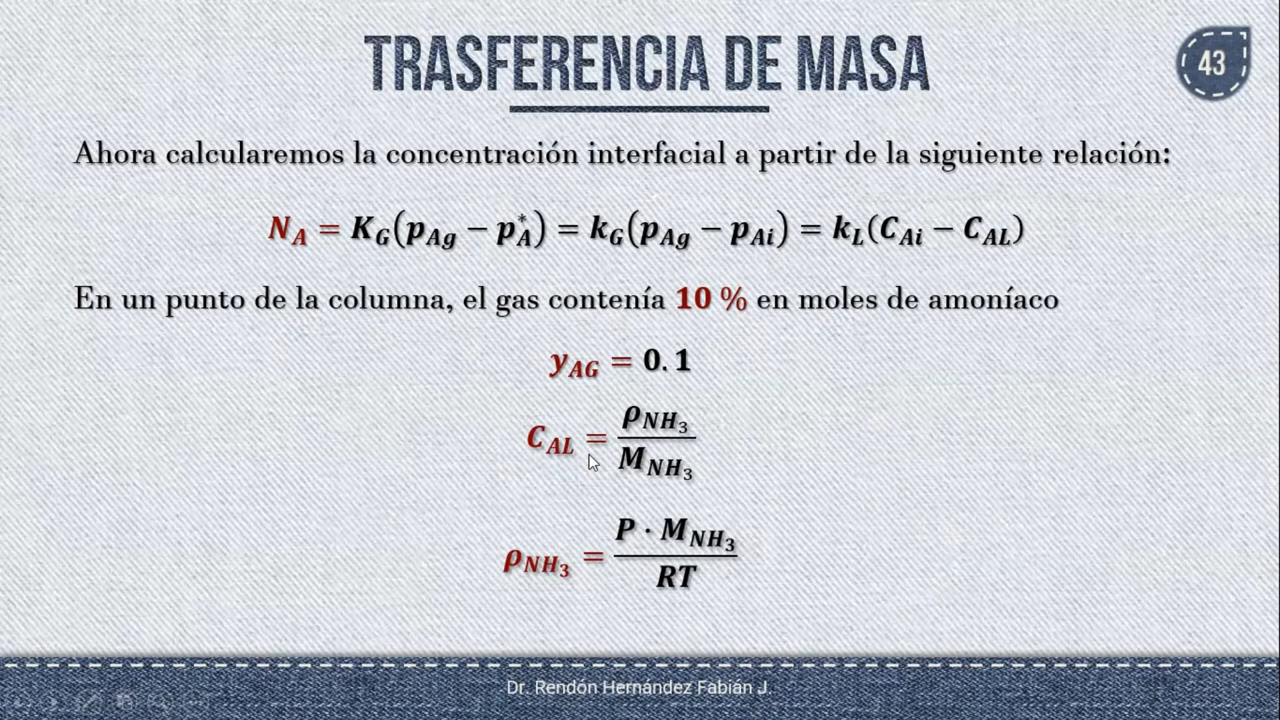 TRASFERENCIA DE MASA
43
Ahora calcularemos la concentración interfacial a partir de la siguiente relación:
N_A = K_G(p_Ag − p_A^*) = k_G(p_Ag − p_Ai) = k_L(C_Ai − C_AL)
En un punto de la columna, el gas contenía 10 % en moles de amoníaco
y_AG = 0.1
C_AL = ρ_NH₃ / M_NH₃
ρ_NH₃ = P · M_NH₃ / RT
Dr. Rendón Hernández Fabián J.